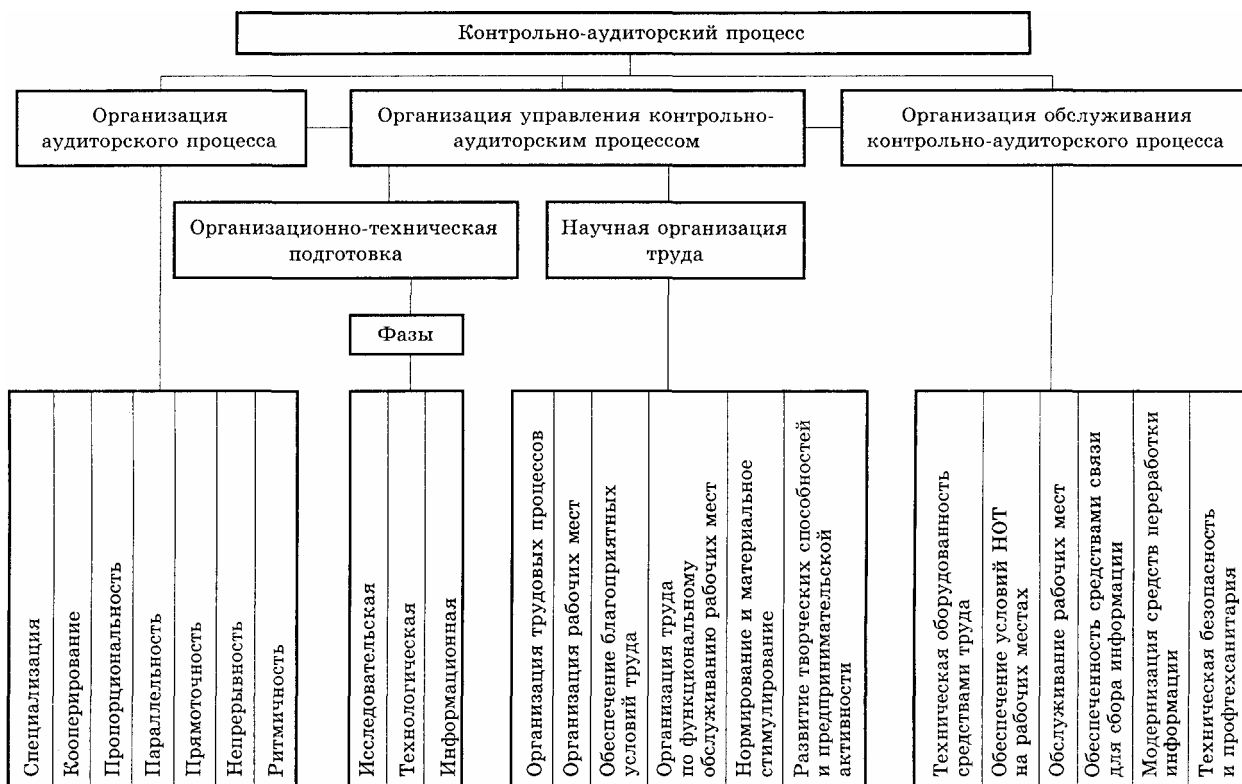 Контрольно-аудиторский процесс
Организация
аудиторского процесса
Организация управления контрольно-
аудиторским процессом
Организация обслуживания
контрольно-аудиторского процесса
Организационно-техническая
подготовка
Научная организация
труда
Фазы
Специализация
Кооперирование
Пропорциональность
Параллельность
Прямоточность
Непрерывность
Ритмичность
Исследовательская
Технологическая
Информационная
Организация трудовых процессов
Организация рабочих мест
Обеспечение благоприятных
условий труда
Организация труда
по функциональному
обслуживанию рабочих мест
Нормирование и материальное
стимулирование
Развитие творческих способностей
и предпринимательской
активности
Техническая оборудованность
средствами труда
Обеспечение условий НОТ
на рабочих местах
Обслуживание рабочих мест
Обеспеченность средствами связи
для сбора информации
Модернизация средств переработки
информации
Техническая безопасность
и профтехсанитария